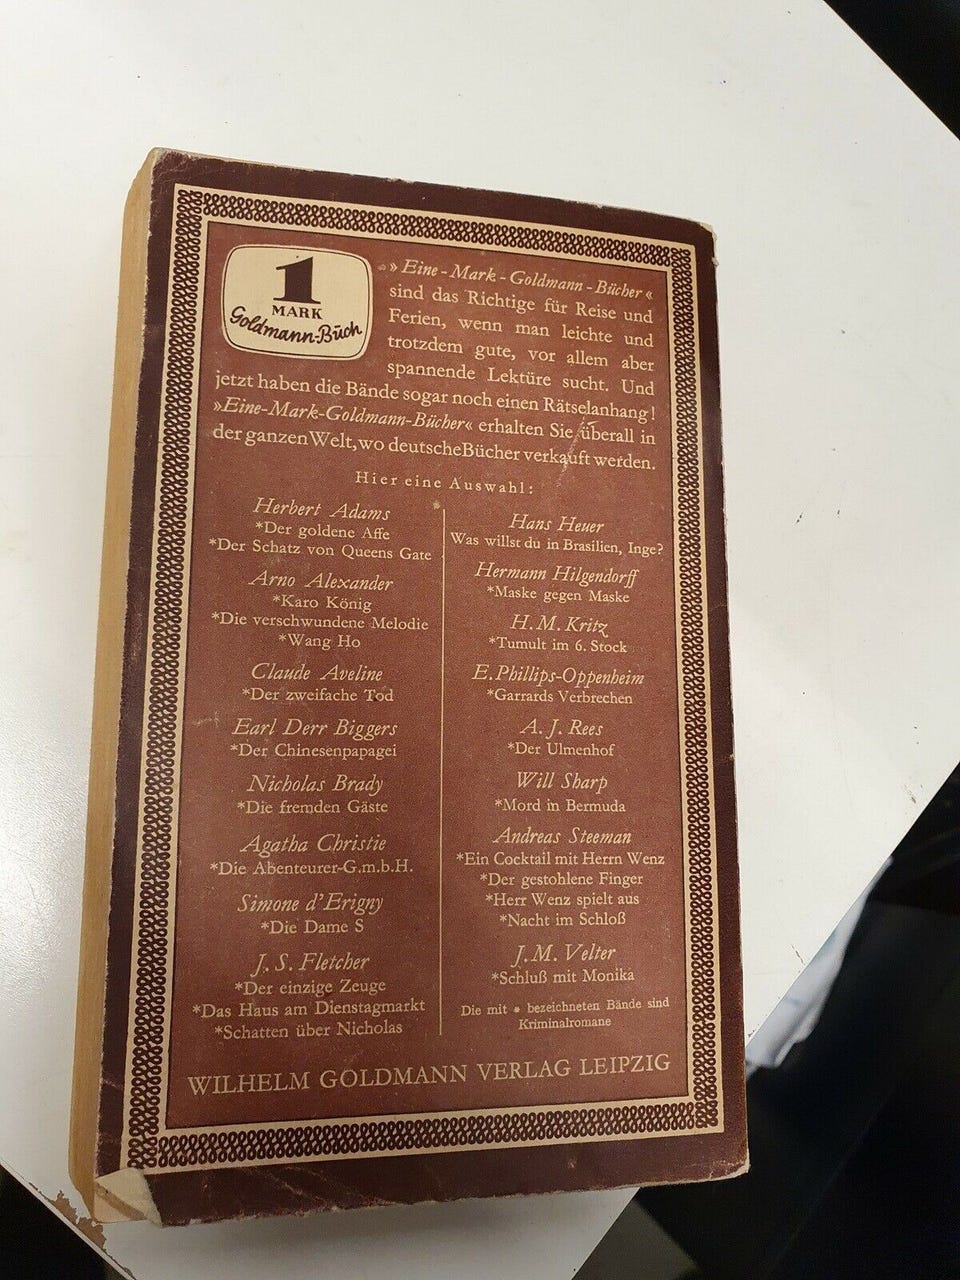 1
MARK
Goldmann-Buch
»Eine-Mark-Goldmann-Bücher«
sind das Richtige für Reise und
Ferien, wenn man leichte und
trotzdem gute, vor allem aber
spannende Lektüre sucht. Und
jetzt haben die Bände sogar noch einen Rätselanhang!
»Eine-Mark-Goldmann-Bücher« erhalten Sie überall in
der ganzen Welt, wo deutsche Bücher verkauft werden.
Hier eine Auswahl:
Herbert Adams
*Der goldene Affe
*Der Schatz von Queens Gate
Arno Alexander
*Karo König
*Die verschwundene Melodie
*Wang Ho
Claude Aveline
*Der zweifache Tod
Earl Derr Biggers
*Der Chinesenpapagei
Nicholas Brady
*Die fremden Gäste
Agatha Christie
*Die Abenteurer-G.m.b.H.
Simone d'Erigny
*Die Dame S
J. S. Fletcher
*Der einzige Zeuge
*Das Haus am Dienstagmarkt
*Schatten über Nicholas
Hans Heuer
Was willst du in Brasilien, Inge?
Hermann Hilgendorff
*Maske gegen Maske
H. M. Kritz
*Tumult im 6. Stock
E. Phillips-Oppenheim
*Garrards Verbrechen
A. J. Rees
*Der Ulmenhof
Will Sharp
*Mord in Bermuda
Andreas Steeman
*Ein Cocktail mit Herrn Wenz
*Der gestohlene Finger
*Herr Wenz spielt aus
*Nacht im Schloß
J. M. Velter
*Schluß mit Monika
Die mit * bezeichneten Bände sind
Kriminalromane
WILHELM GOLDMANN VERLAG LEIPZIG